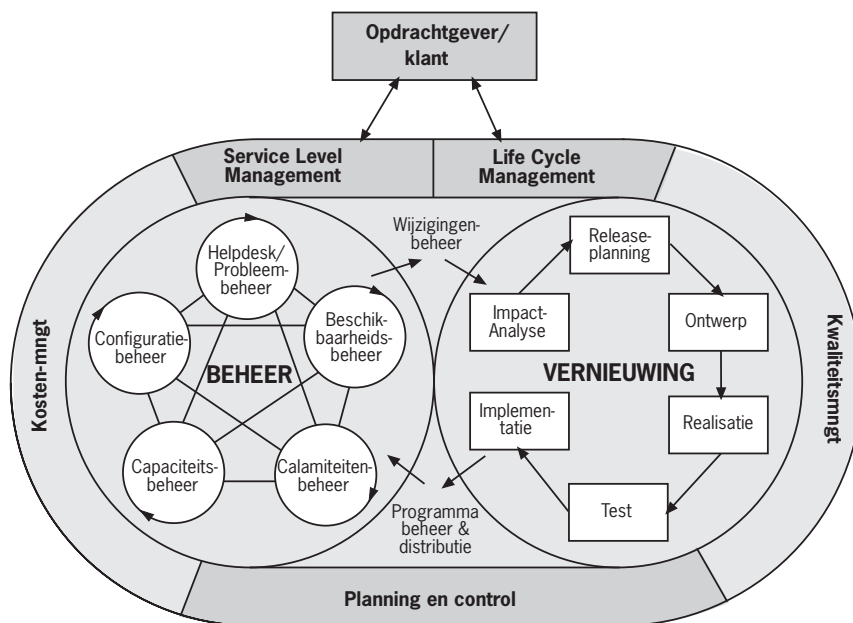 Opdrachtgever/
klant
Service Level
Management
Life Cycle
Management
Kosten-mngt
Helpdesk/
Probleem-
beheer
Configuratie-
beheer
Beschik-
baarheids-
beheer
BEHEER
Capaciteits-
beheer
Calamiteiten-
beheer
Wijzigingen-
beheer
Programma
beheer &
distributie
Release-
planning
Impact-
Analyse
Ontwerp
VERNIEUWING
Implemen-
tatie
Realisatie
Test
Kwaliteitsmngt
Planning en control